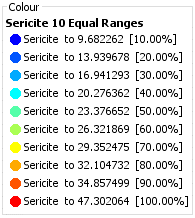 Colour
Sericite 10 Equal Ranges
Sericite to 9.682262 [10.00%]
Sericite to 13.939678 [20.00%]
Sericite to 16.941293 [30.00%]
Sericite to 20.276362 [40.00%]
Sericite to 23.376652 [50.00%]
Sericite to 26.321869 [60.00%]
Sericite to 29.352475 [70.00%]
Sericite to 32.104732 [80.00%]
Sericite to 34.857499 [90.00%]
Sericite to 47.302064 [100.00%]